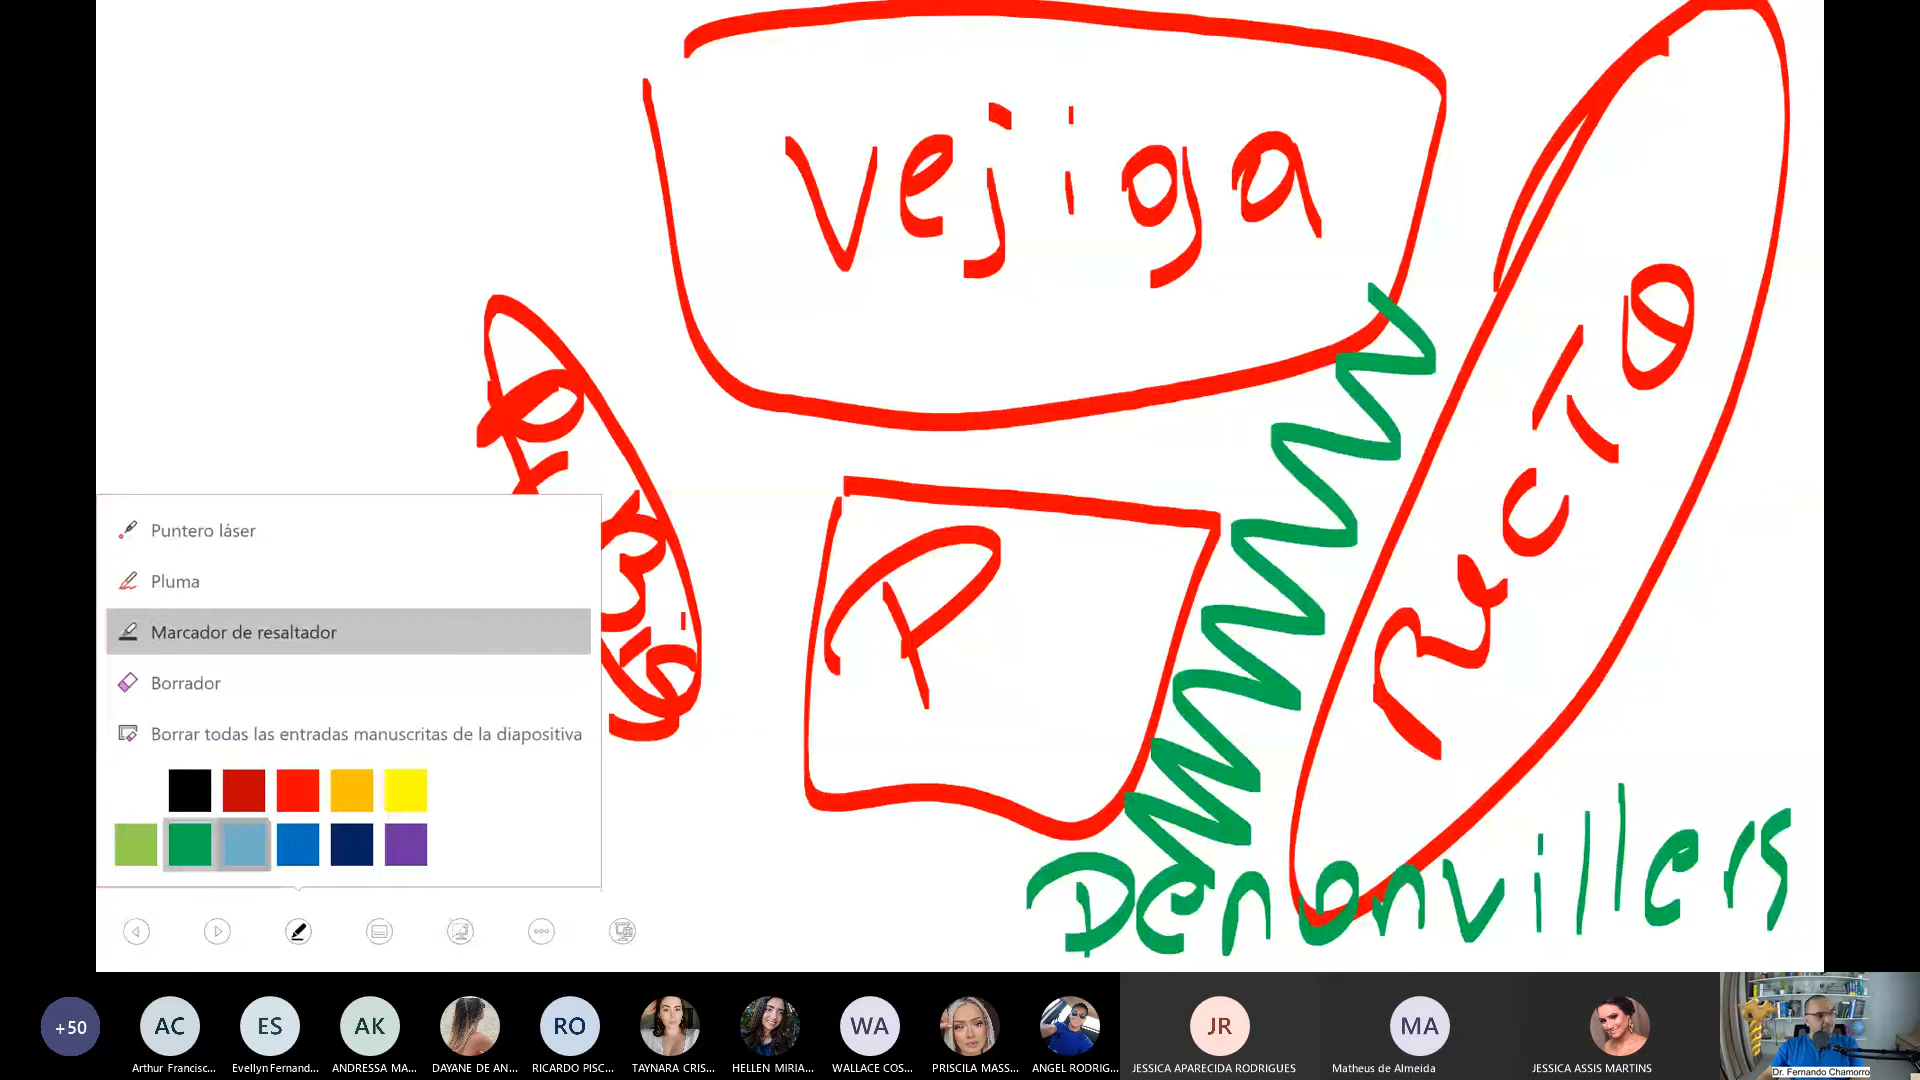 vejiga
Recto
P
Denonvillers
Puntero láser
Pluma
Marcador de resaltador
Borrador
Borrar todas las entradas manuscritas de la diapositiva
+50
AC
ES
AK
RO
WA
JR
MA
Arthur Francisc...
Evellyn Fernand...
ANDRESSA MA...
DAYANE DE AN...
RICARDO PISC...
TAYNARA CRIS...
HELLEN MIRIA...
WALLACE COS...
PRISCILA MASS...
ANGEL RODRIG...
JESSICA APARECIDA RODRIGUES
Matheus de Almeida
JESSICA ASSIS MARTINS
Dr. Fernando Chamorro